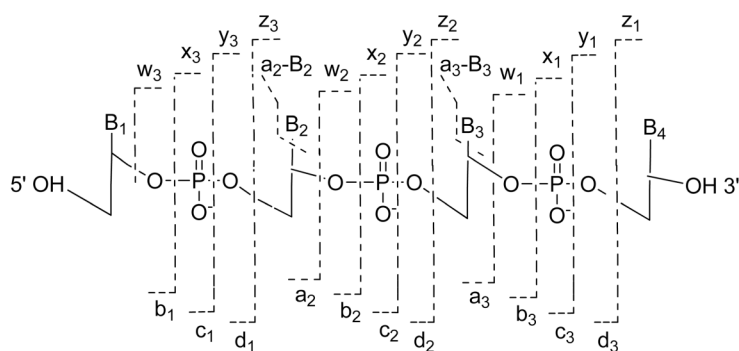 z₃ z₂ z₁
y₃ y₂ y₁
x₃ a₂-B₂ x₂ a₃-B₃ x₁
w₃ w₂ w₁
B₁ B₂ B₃ B₄
O O O
5' OH O P O O P O O P O OH 3'
O⁻ O⁻ O⁻
a₂ a₃
b₁ b₂ b₃
c₁ c₂ c₃
d₁ d₂ d₃